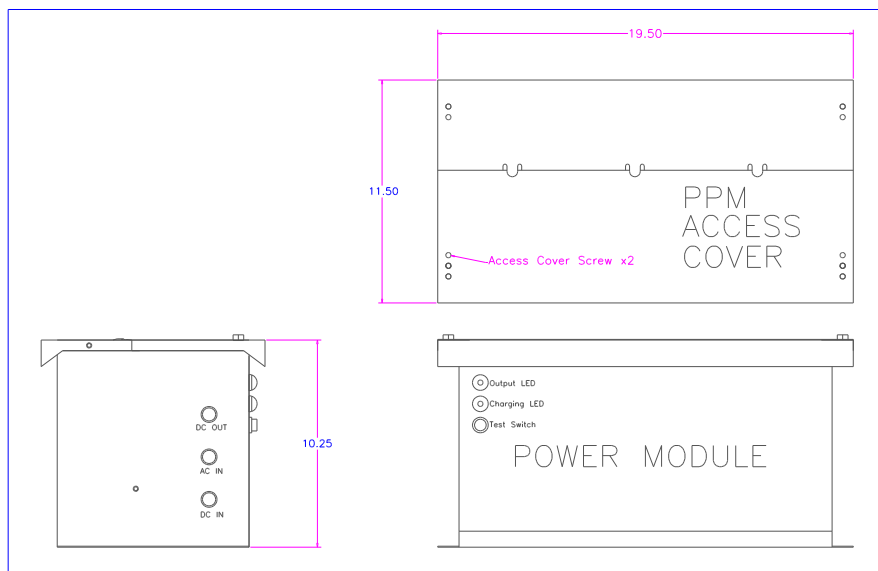 19.50
11.50
PPM
ACCESS
COVER
Access Cover Screw x2
Output LED
Charging LED
Test Switch
POWER MODULE
DC OUT
AC IN
DC IN
10.25